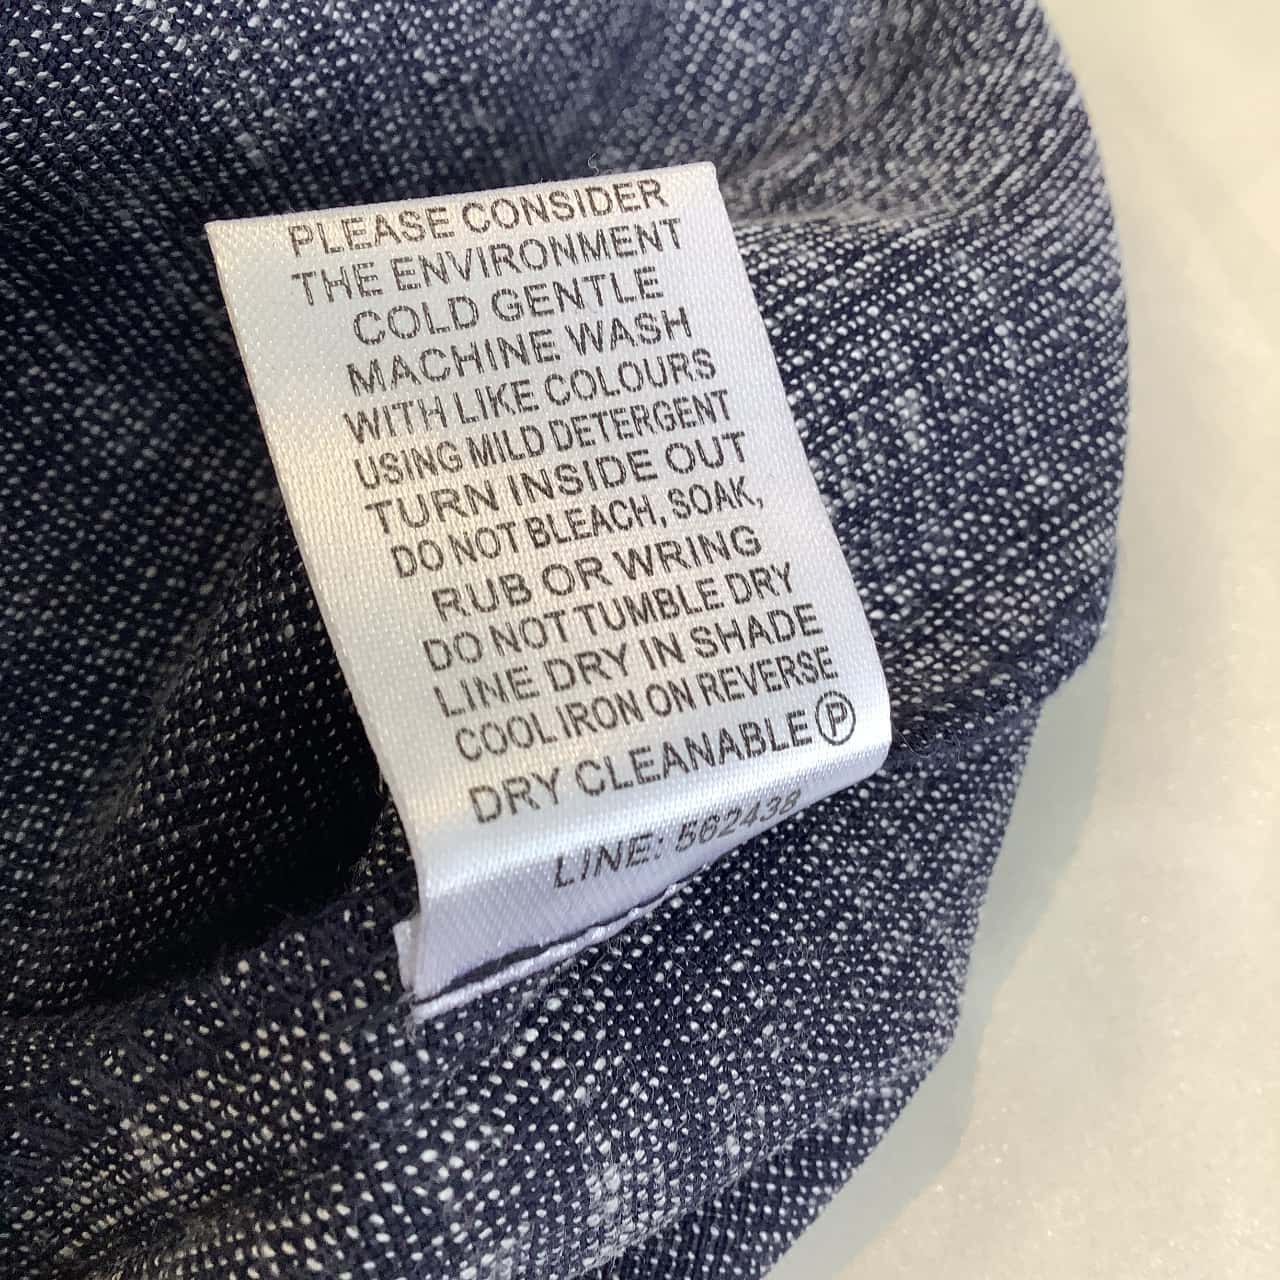 PLEASE CONSIDER
THE ENVIRONMENT
COLD GENTLE
MACHINE WASH
WITH LIKE COLOURS
USING MILD DETERGENT
TURN INSIDE OUT
DO NOT BLEACH, SOAK,
RUB OR WRING
DO NOT TUMBLE DRY
LINE DRY IN SHADE
COOL IRON ON REVERSE
DRY CLEANABLE Ⓟ
LINE: 562438